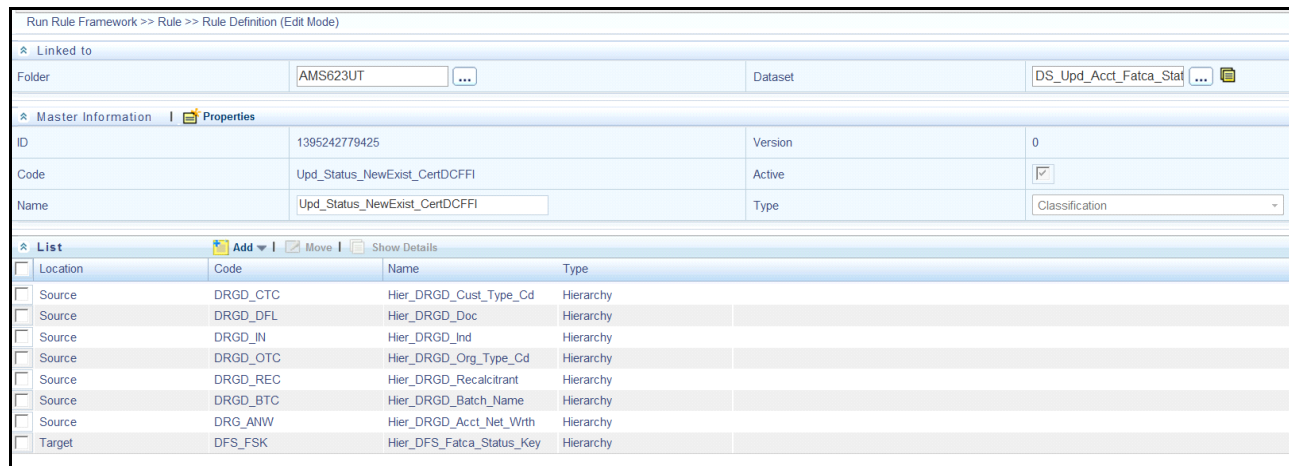 Run Rule Framework >> Rule >> Rule Definition (Edit Mode)
Linked to
Folder AMS623UT ... Dataset DS_Upd_Acct_Fatca_Stat ...
Master Information | Properties
ID 1395242779425 Version 0
Code Upd_Status_NewExist_CertDCFFI Active
Name Upd_Status_NewExist_CertDCFFI Type Classification
List Add | Move | Show Details
Location Code Name Type
Source DRGD_CTC Hier_DRGD_Cust_Type_Cd Hierarchy
Source DRGD_DFL Hier_DRGD_Doc Hierarchy
Source DRGD_IN Hier_DRGD_Ind Hierarchy
Source DRGD_OTC Hier_DRGD_Org_Type_Cd Hierarchy
Source DRGD_REC Hier_DRGD_Recalcitrant Hierarchy
Source DRGD_BTC Hier_DRGD_Batch_Name Hierarchy
Source DRG_ANW Hier_DRGD_Acct_Net_Wrth Hierarchy
Target DFS_FSK Hier_DFS_Fatca_Status_Key Hierarchy